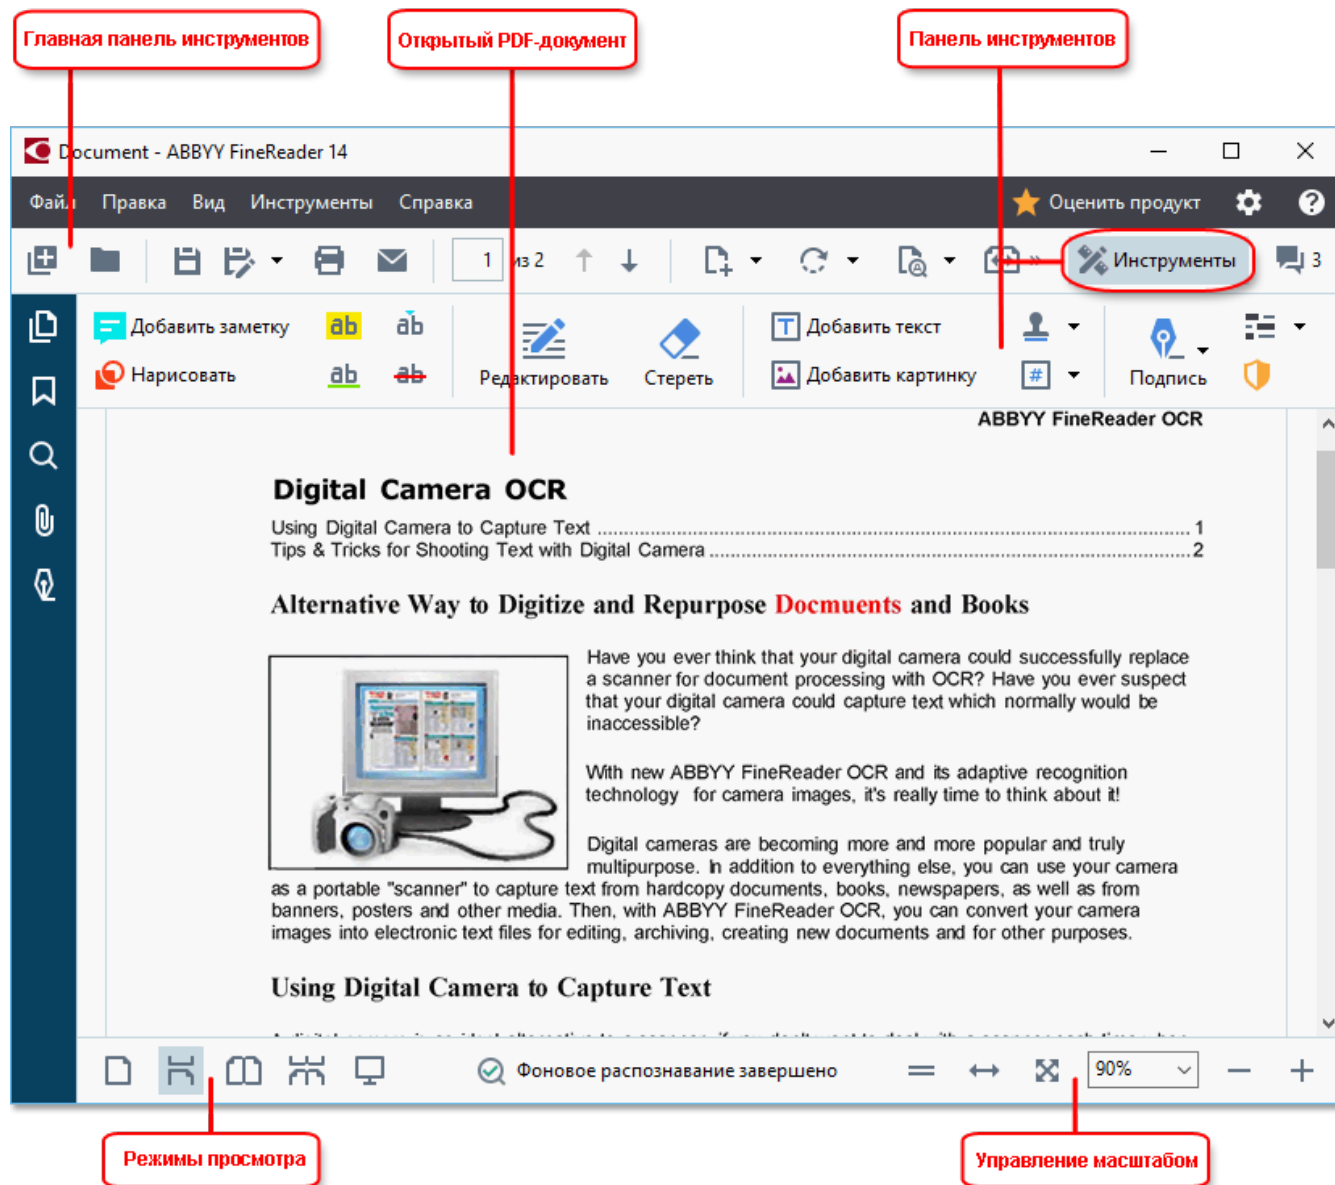 Главная панель инструментов
Открытый PDF-документ
Панель инструментов
Document - ABBYY FineReader 14
Файл Правка Вид Инструменты Справка Оценить продукт
1 из 2 Инструменты 3
Добавить заметку ab ab Добавить текст
Нарисовать ab ab Редактировать Стереть Добавить картинку # Подпись
ABBYY FineReader OCR
Digital Camera OCR
Using Digital Camera to Capture Text 1
Tips & Tricks for Shooting Text with Digital Camera 2
Alternative Way to Digitize and Repurpose Docmuents and Books
Have you ever think that your digital camera could successfully replace
a scanner for document processing with OCR? Have you ever suspect
that your digital camera could capture text which normally would be
inaccessible?
With new ABBYY FineReader OCR and its adaptive recognition
technology for camera images, it's really time to think about it!
Digital cameras are becoming more and more popular and truly
multipurpose. In addition to everything else, you can use your camera
as a portable "scanner" to capture text from hardcopy documents, books, newspapers, as well as from
banners, posters and other media. Then, with ABBYY FineReader OCR, you can convert your camera
images into electronic text files for editing, archiving, creating new documents and for other purposes.
Using Digital Camera to Capture Text
Фоновое распознавание завершено 90%
Режимы просмотра
Управление масштабом